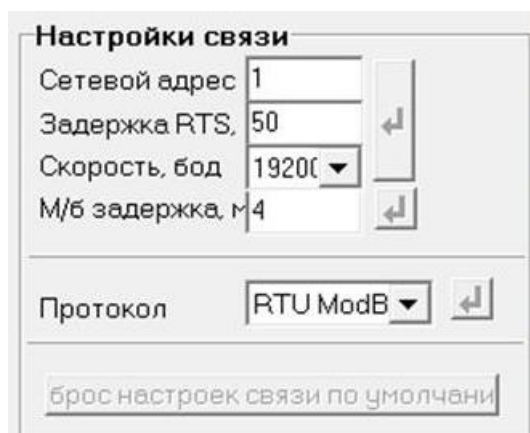 Настройки связи
Сетевой адрес 1
Задержка RTS, 50
Скорость, бод 19200
М/б задержка, м 4
Протокол RTU ModB
брос настроек связи по умолчани